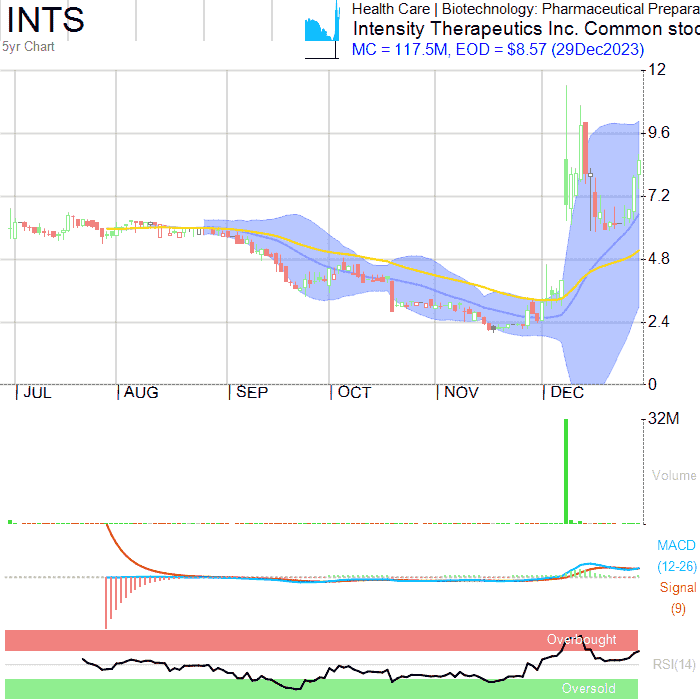 INTS
5yr Chart
Health Care | Biotechnology: Pharmaceutical Prepara
Intensity Therapeutics Inc. Common stoc
MC = 117.5M, EOD = $8.57 (29Dec2023)
12
9.6
7.2
4.8
2.4
0
JUL AUG SEP OCT NOV DEC
32M
Volume
MACD
(12-26)
Signal
(9)
Overbought
RSI(14)
Oversold